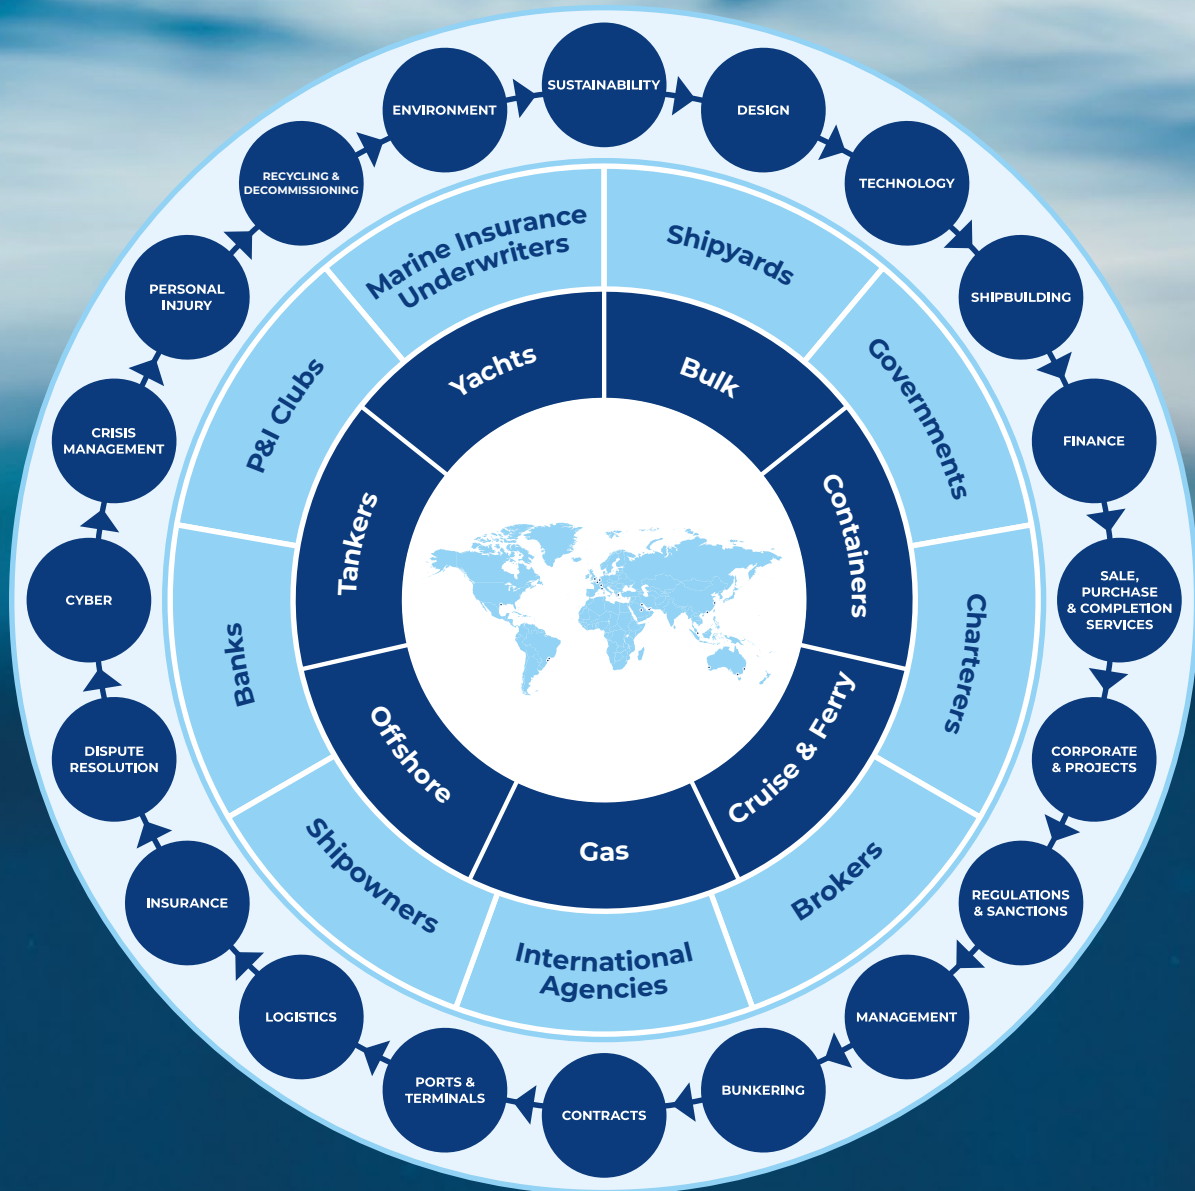 SUSTAINABILITY
DESIGN
TECHNOLOGY
SHIPBUILDING
FINANCE
SALE,
PURCHASE
& COMPLETION
SERVICES
CORPORATE
& PROJECTS
REGULATIONS
& SANCTIONS
MANAGEMENT
BUNKERING
CONTRACTS
PORTS &
TERMINALS
LOGISTICS
INSURANCE
DISPUTE
RESOLUTION
CYBER
CRISIS
MANAGEMENT
PERSONAL
INJURY
RECYCLING &
DECOMMISSIONING
ENVIRONMENT
Shipyards
Governments
Charterers
Brokers
International
Agencies
Shipowners
Banks
P&I Clubs
Marine Insurance
Underwriters
Bulk
Containers
Cruise & Ferry
Gas
Offshore
Tankers
Yachts